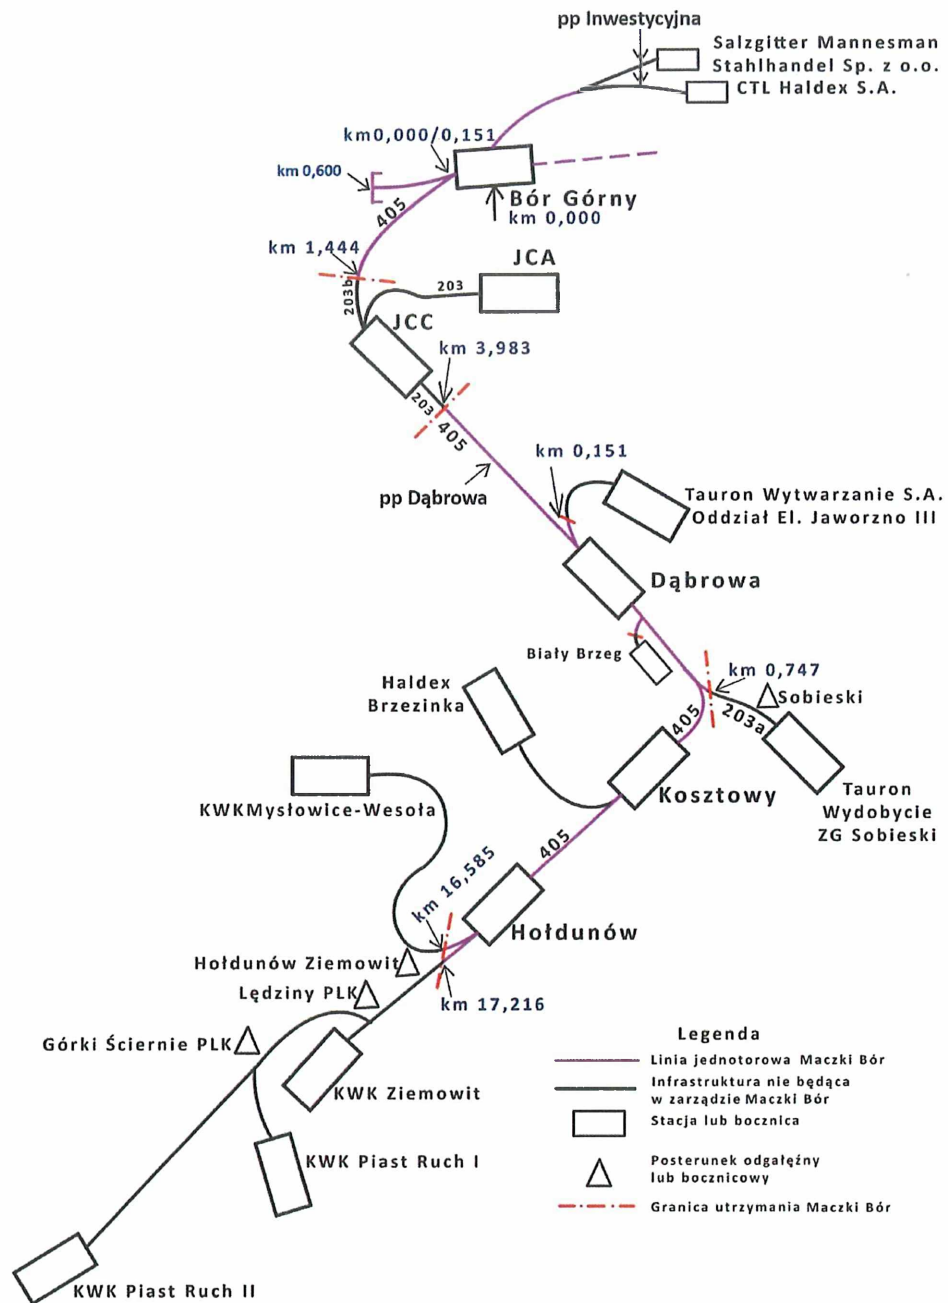 pp Inwestycyjna
Salzgitter Mannesman
Stahlhandel Sp. z o.o.
CTL Haldex S.A.
km0,000/0,151
km 0,600
Bór Górny
km 0,000
405
km 1,444
JCA
203
203b
JCC
km 3,983
203
405
km 0,151
pp Dąbrowa
Tauron Wytwarzanie S.A.
Oddział El. Jaworzno III
Dąbrowa
Biały Brzeg
km 0,747
Sobieski
Haldex
Brzezinka
405
203a
KWKMysłowice-Wesoła
Kosztowy
Tauron
Wydobycie
ZG Sobieski
405
km 16,585
Hołdunów
Hołdunów Ziemowit
Lędziny PLK
km 17,216
Górki Ściernie PLK
KWK Ziemowit
KWK Piast Ruch I
KWK Piast Ruch II
Legenda
Linia jednotorowa Maczki Bór
Infrastruktura nie będąca
w zarządzie Maczki Bór
Stacja lub bocznica
Posterunek odgałęźny
lub bocznicowy
Granica utrzymania Maczki Bór